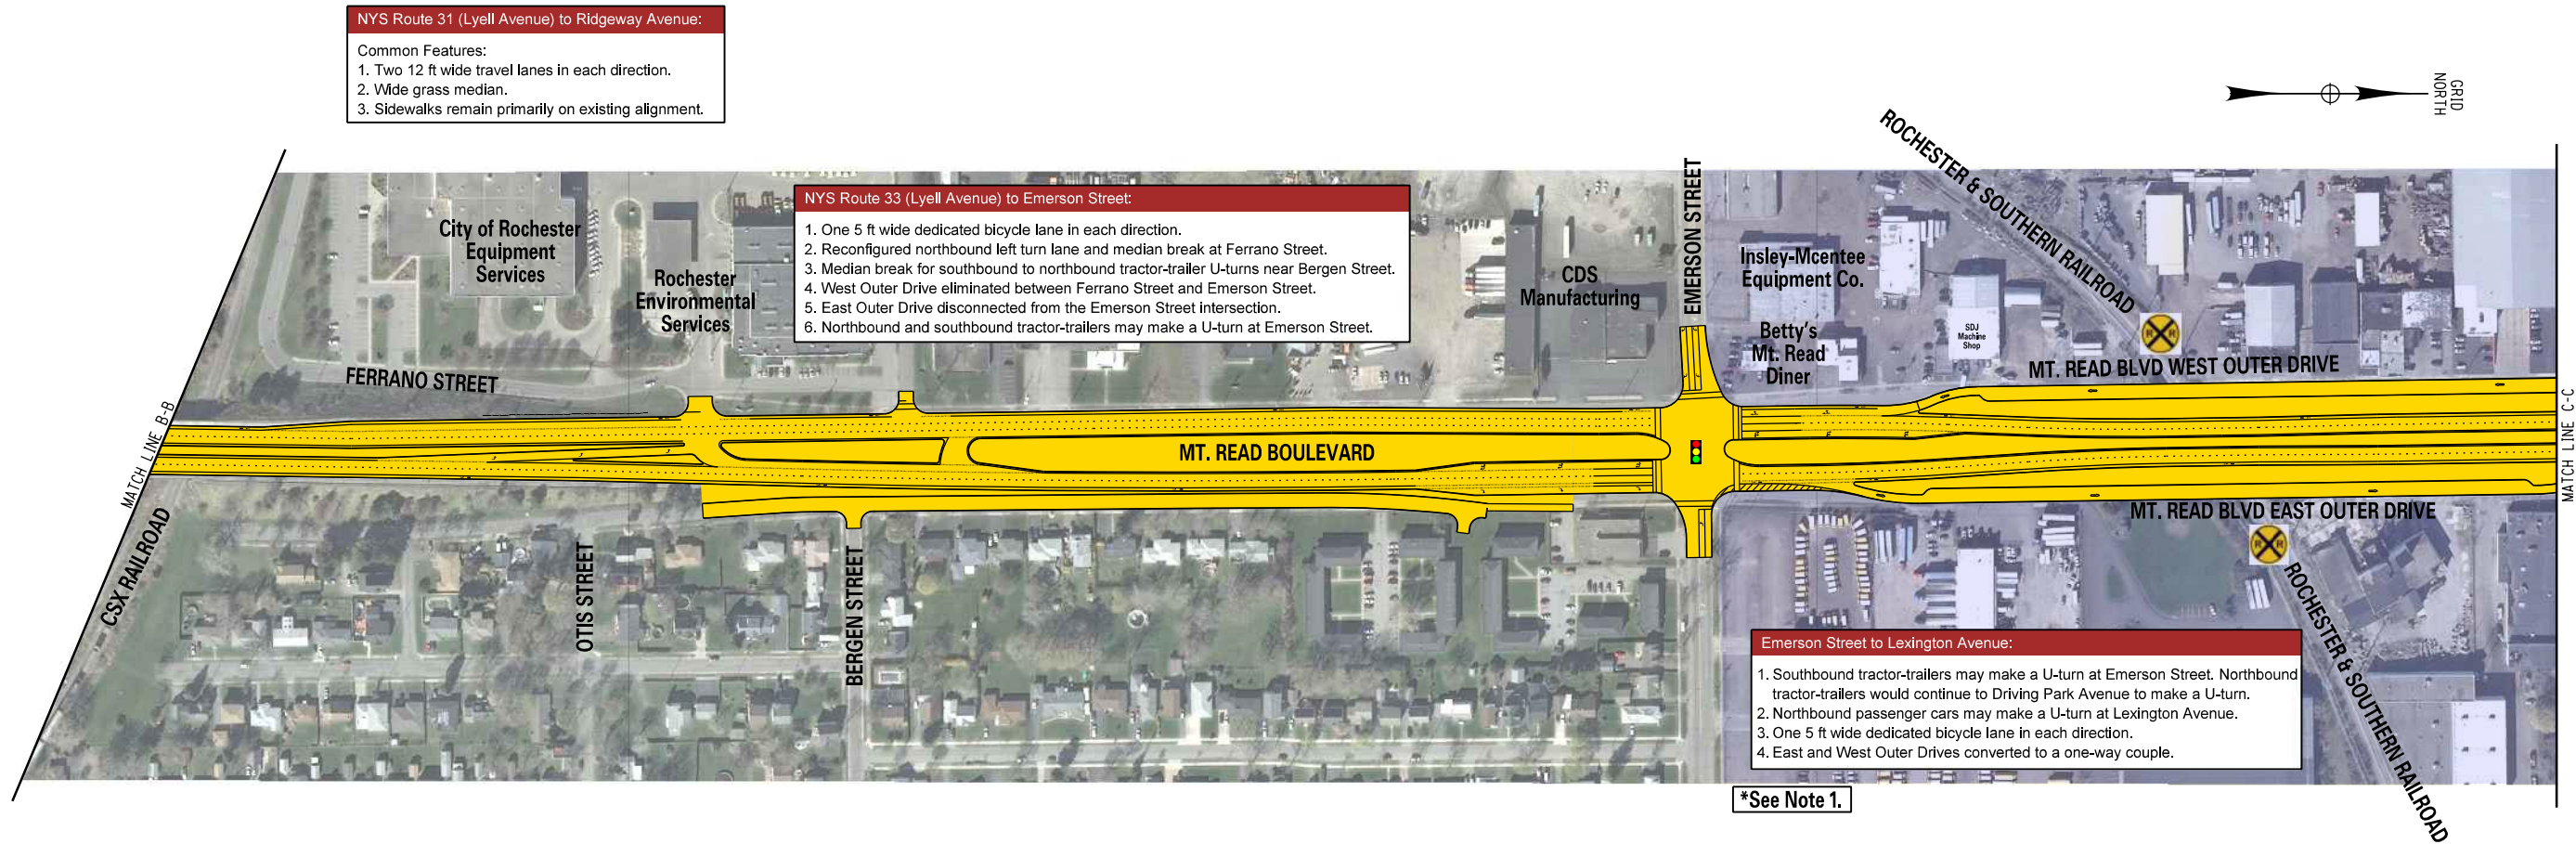 NYS Route 31 (Lyell Avenue) to Ridgeway Avenue:
Common Features:
1. Two 12 ft wide travel lanes in each direction.
2. Wide grass median.
3. Sidewalks remain primarily on existing alignment.
GRID
NORTH
NYS Route 33 (Lyell Avenue) to Emerson Street:
1. One 5 ft wide dedicated bicycle lane in each direction.
2. Reconfigured northbound left turn lane and median break at Ferrano Street.
3. Median break for southbound to northbound tractor-trailer U-turns near Bergen Street.
4. West Outer Drive eliminated between Ferrano Street and Emerson Street.
5. East Outer Drive disconnected from the Emerson Street intersection.
6. Northbound and southbound tractor-trailers may make a U-turn at Emerson Street.
City of Rochester
Equipment
Services
Rochester
Environmental
Services
CDS
Manufacturing
EMERSON STREET
Insley-Mcentee
Equipment Co.
Betty's
Mt. Read
Diner
SDJ
Machine
Shop
ROCHESTER & SOUTHERN RAILROAD
R R
MT. READ BLVD WEST OUTER DRIVE
FERRANO STREET
MATCH LINE B-B
MT. READ BOULEVARD
MATCH LINE C-C
MT. READ BLVD EAST OUTER DRIVE
R R
CSX RAILROAD
OTIS STREET
BERGEN STREET
ROCHESTER & SOUTHERN RAILROAD
Emerson Street to Lexington Avenue:
1. Southbound tractor-trailers may make a U-turn at Emerson Street. Northbound
tractor-trailers would continue to Driving Park Avenue to make a U-turn.
2. Northbound passenger cars may make a U-turn at Lexington Avenue.
3. One 5 ft wide dedicated bicycle lane in each direction.
4. East and West Outer Drives converted to a one-way couple.
*See Note 1.